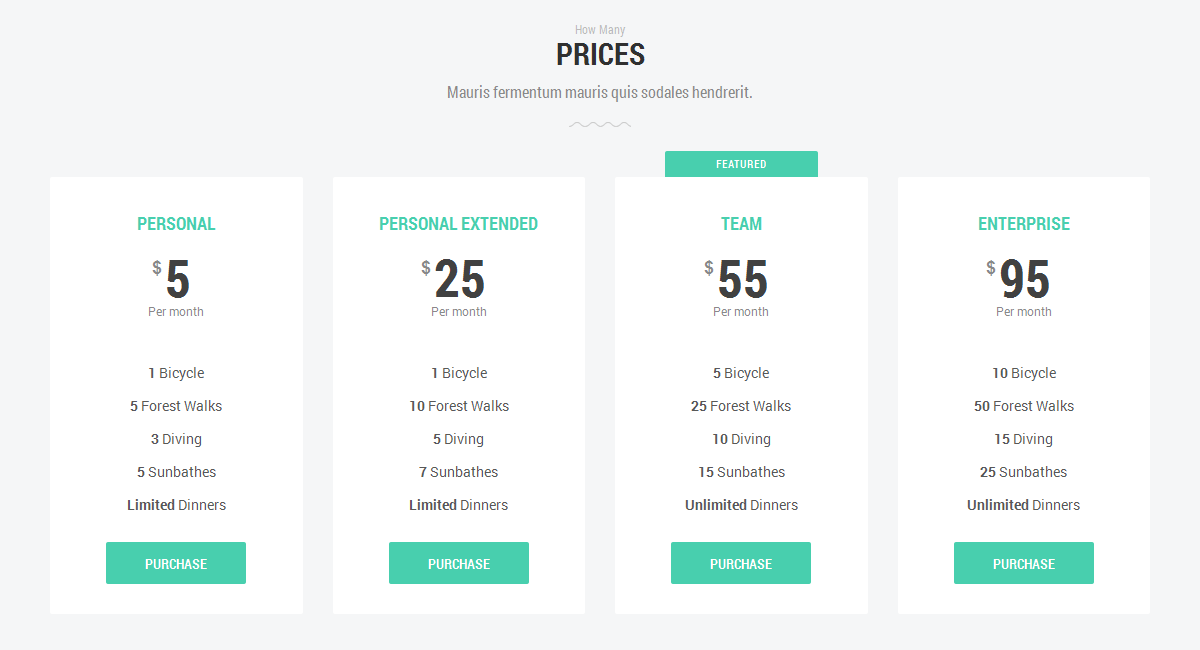 How Many
PRICES
Mauris fermentum mauris quis sodales hendrerit.
PERSONAL
$5
Per month
1 Bicycle
5 Forest Walks
3 Diving
5 Sunbathes
Limited Dinners
PURCHASE
PERSONAL EXTENDED
$25
Per month
1 Bicycle
10 Forest Walks
5 Diving
7 Sunbathes
Limited Dinners
PURCHASE
FEATURED
TEAM
$55
Per month
5 Bicycle
25 Forest Walks
10 Diving
15 Sunbathes
Unlimited Dinners
PURCHASE
ENTERPRISE
$95
Per month
10 Bicycle
50 Forest Walks
15 Diving
25 Sunbathes
Unlimited Dinners
PURCHASE